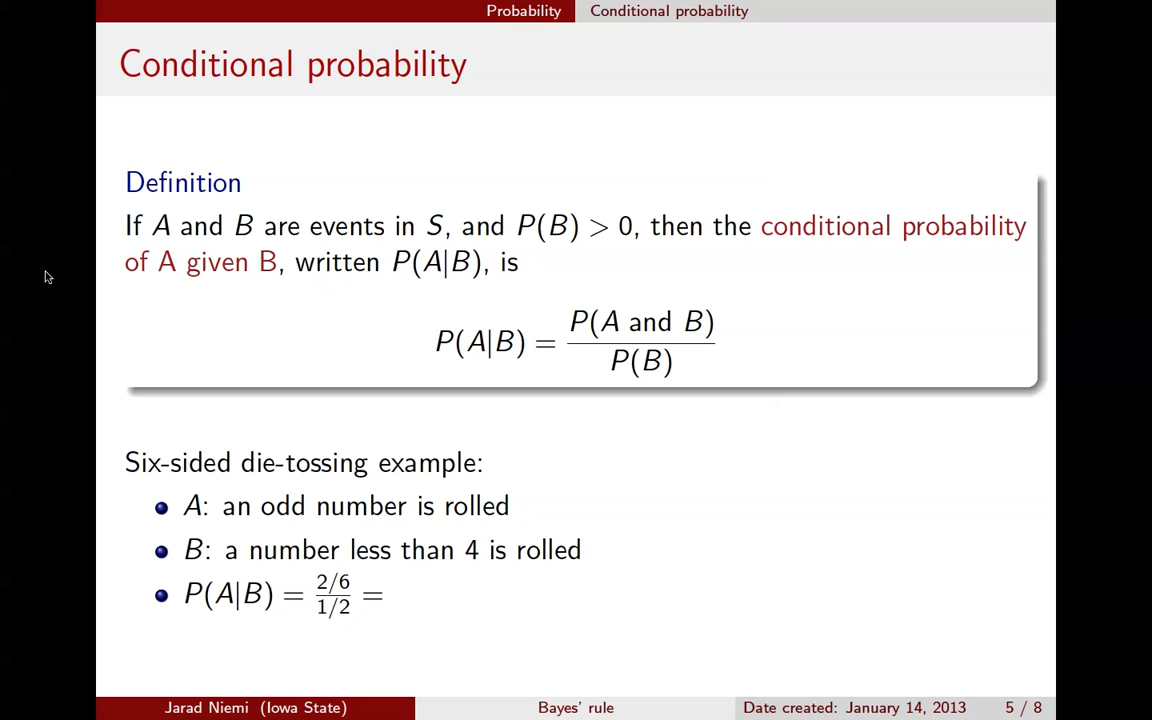 Probability Conditional probability
Conditional probability
Definition
If A and B are events in S, and P(B) > 0, then the conditional probability
of A given B, written P(A|B), is
P(A|B) = P(A and B) / P(B)
Six-sided die-tossing example:
A: an odd number is rolled
B: a number less than 4 is rolled
P(A|B) = 2/6 / 1/2 =
Jarad Niemi (Iowa State) Bayes' rule Date created: January 14, 2013 5 / 8